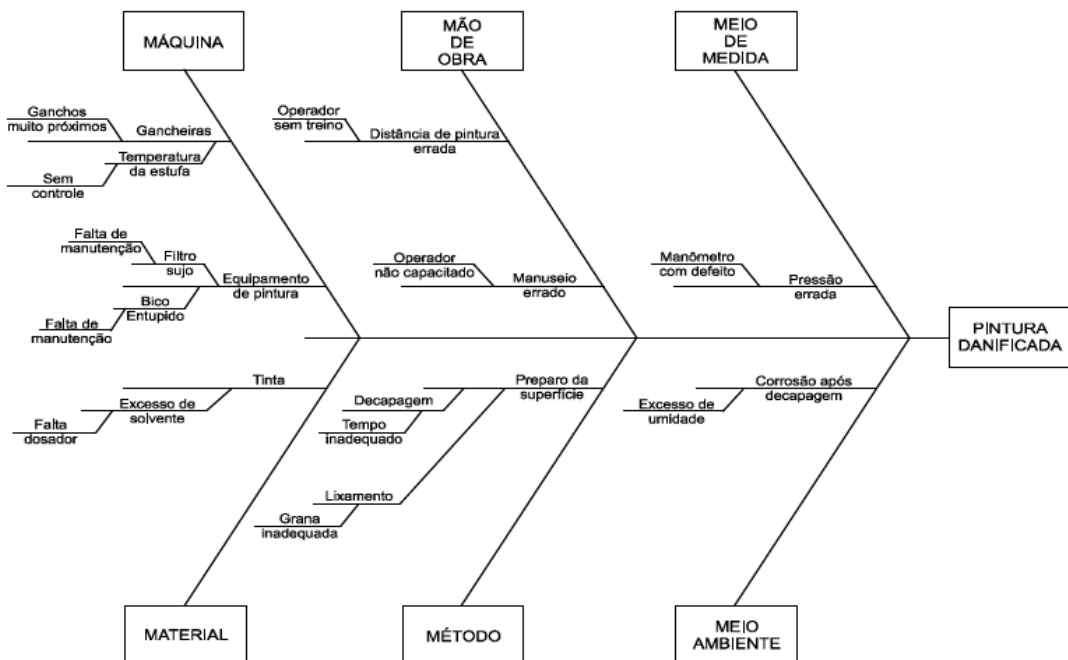 MÁQUINA
MÃO
DE
OBRA
MEIO
DE
MEDIDA
Ganchos
muito próximos
Gancheiras
Temperatura
da estufa
Sem
controle
Operador
sem treino
Distância de pintura
errada
Falta de
manutenção
Filtro
sujo
Equipamento
de pintura
Bico
Entupido
Falta de
manutenção
Operador
não capacitado
Manuseio
errado
Manômetro
com defeito
Pressão
errada
PINTURA
DANIFICADA
Tinta
Excesso de
solvente
Falta
dosador
Preparo da
superfície
Decapagem
Tempo
inadequado
Lixamento
Grana
inadequada
Corrosão após
decapagem
Excesso de
umidade
MATERIAL
MÉTODO
MEIO
AMBIENTE